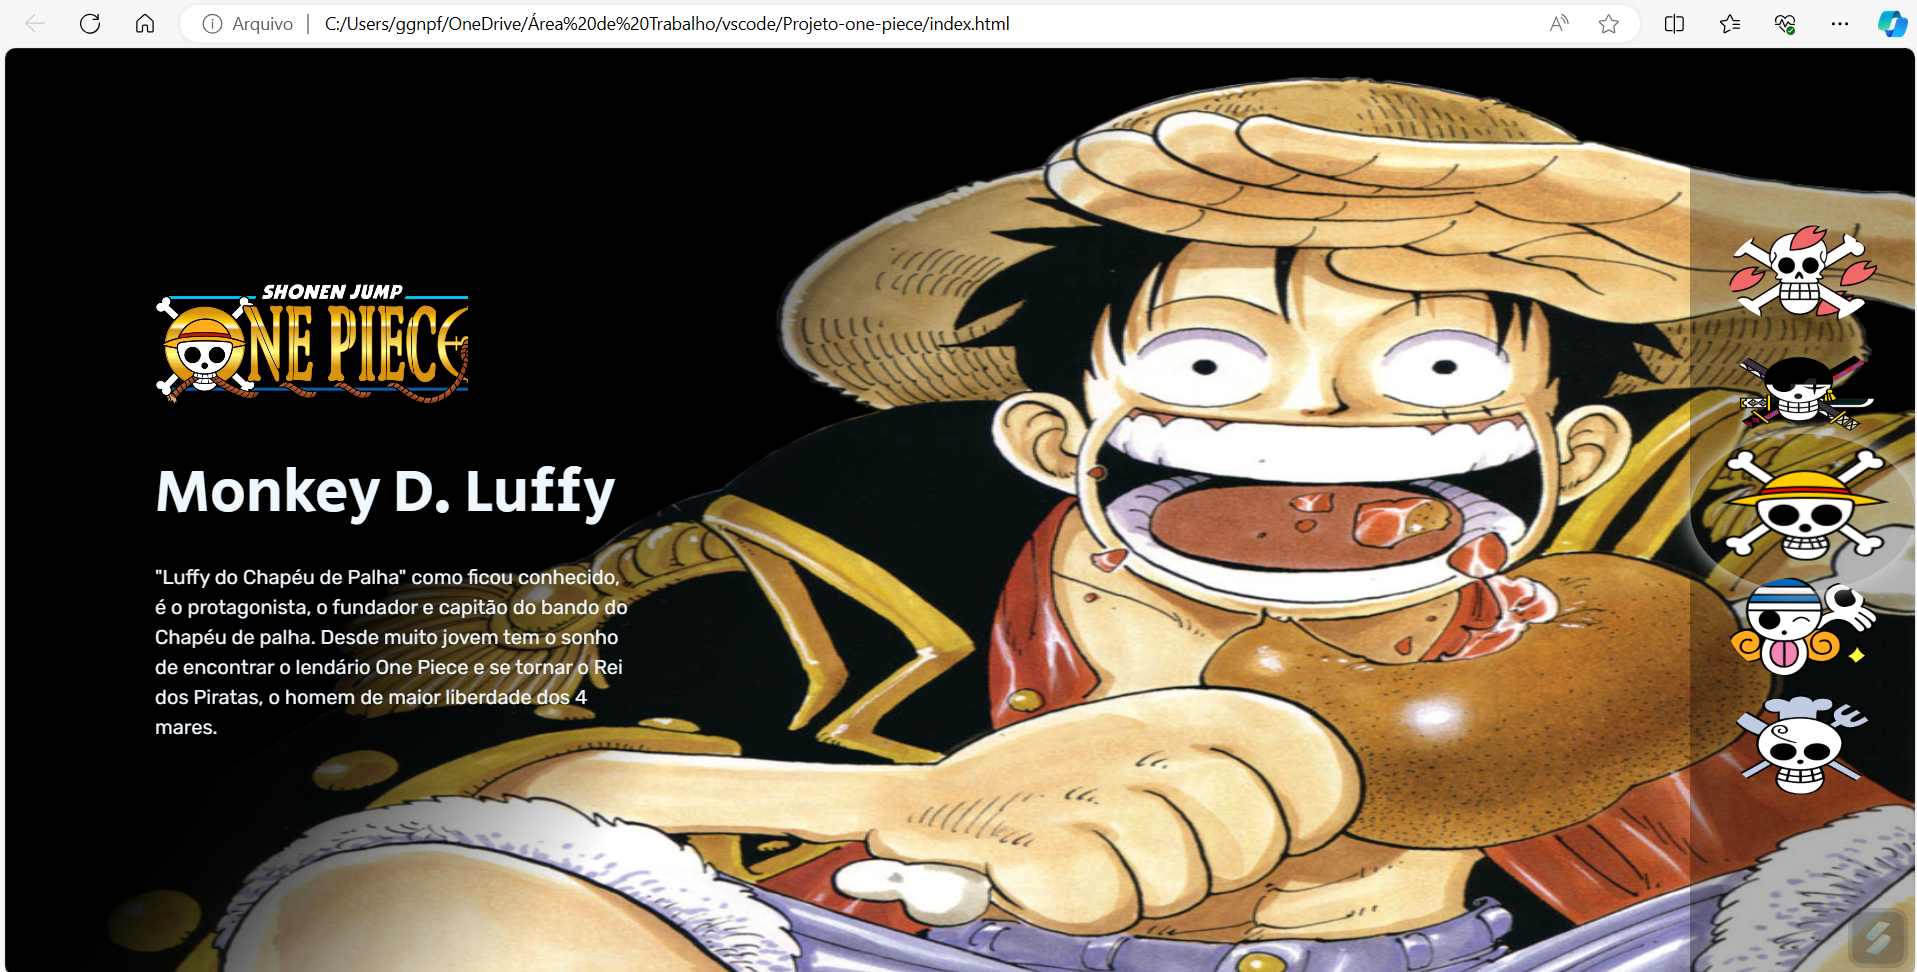 Arquivo
C:/Users/ggnpf/OneDrive/Área%20de%20Trabalho/vscode/Projeto-one-piece/index.html
SHONEN JUMP
ONE PIECE
Monkey D. Luffy
"Luffy do Chapéu de Palha" como ficou conhecido,
é o protagonista, o fundador e capitão do bando do
Chapéu de palha. Desde muito jovem tem o sonho
de encontrar o lendário One Piece e se tornar o Rei
dos Piratas, o homem de maior liberdade dos 4
mares.